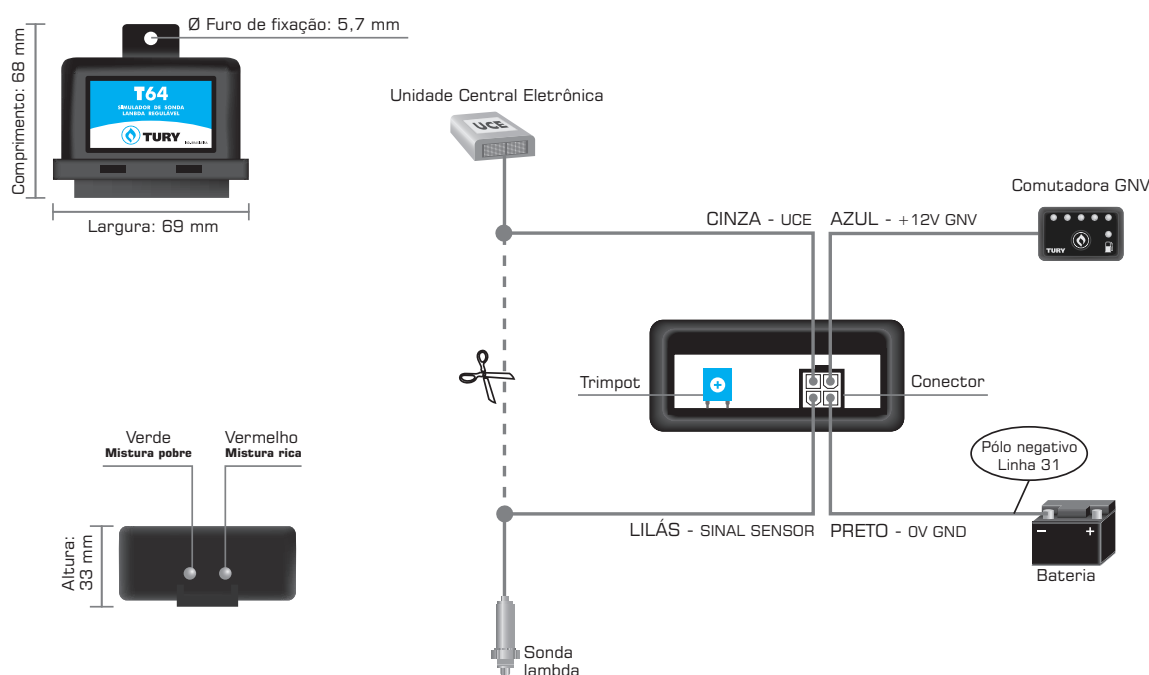 Ø Furo de fixação: 5,7 mm
Comprimento: 68 mm
T64
SIMULADOR DE SONDA
LAMBDA REGULÁVEL
TURY
Largura: 69 mm
Unidade Central Eletrônica
UCE
Comutadora GNV
CINZA - UCE
AZUL - +12V GNV
TURY
Trimpot
Conector
Verde
Mistura pobre
Vermelho
Mistura rica
Pólo negativo
Linha 31
LILÁS - SINAL SENSOR
PRETO - 0V GND
Altura:
33 mm
- +
Bateria
Sonda
lambda